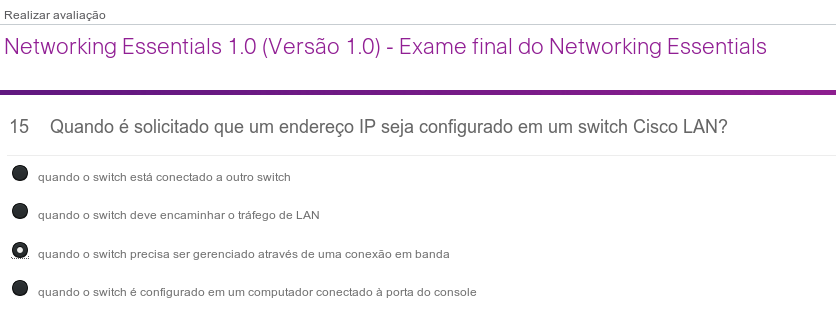 Realizar avaliação
Networking Essentials 1.0 (Versão 1.0) - Exame final do Networking Essentials
15 Quando é solicitado que um endereço IP seja configurado em um switch Cisco LAN?
quando o switch está conectado a outro switch
quando o switch deve encaminhar o tráfego de LAN
quando o switch precisa ser gerenciado através de uma conexão em banda
quando o switch é configurado em um computador conectado à porta do console